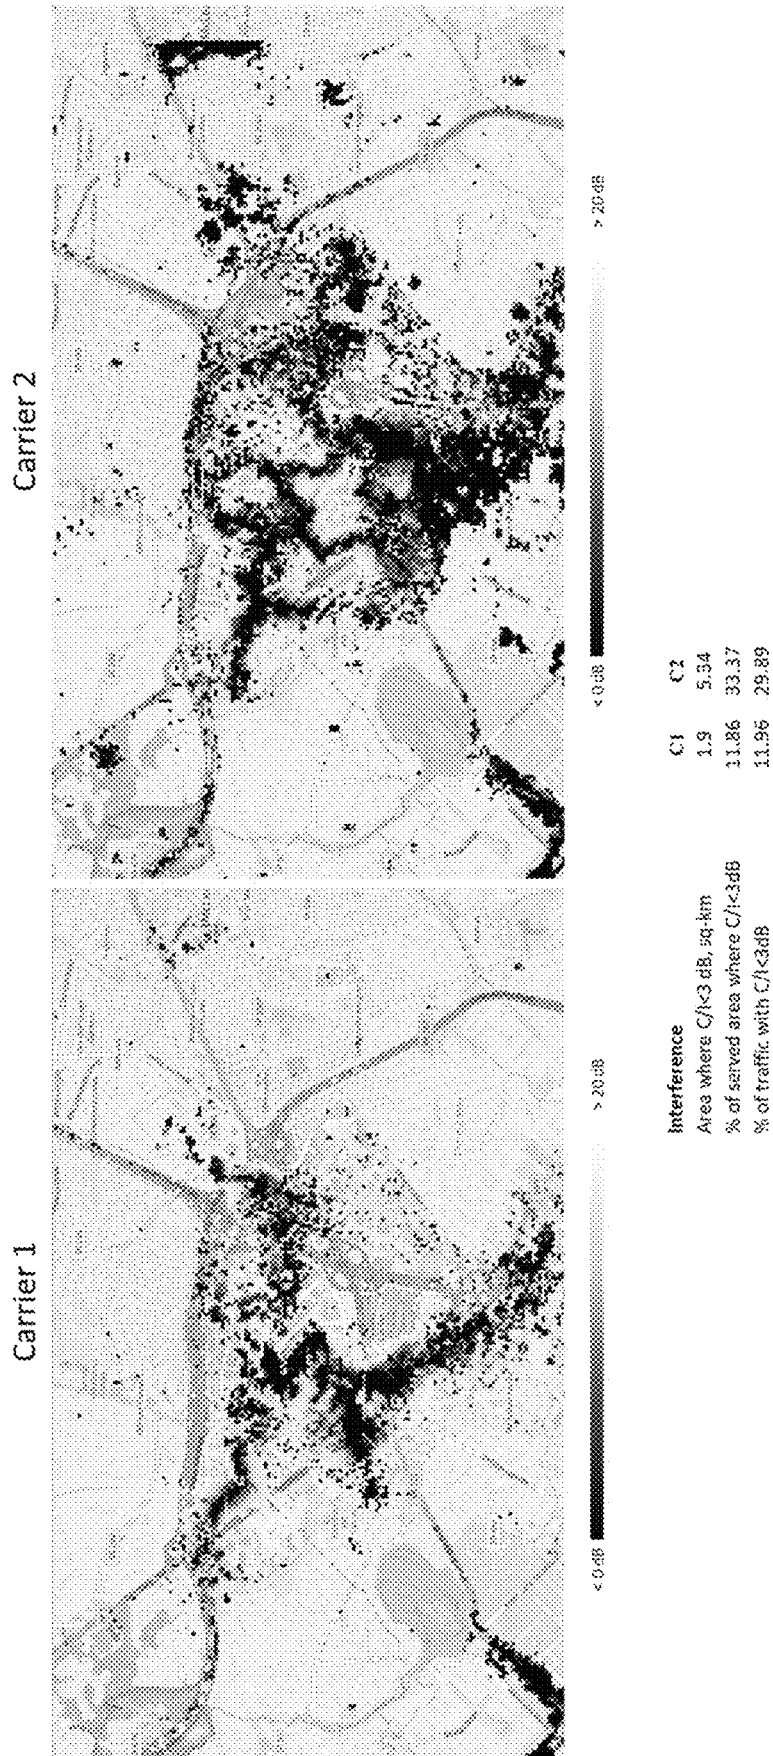 Carrier 1
Carrier 2
< 0 dB
> 20 dB
< 0 dB
> 20 dB
Interference C1 C2
Area where C/I<3 dB, sq-km 1.9 5.34
% of served area where C/I<3dB 11.86 33.37
% of traffic with C/I<3dB 11.96 29.89